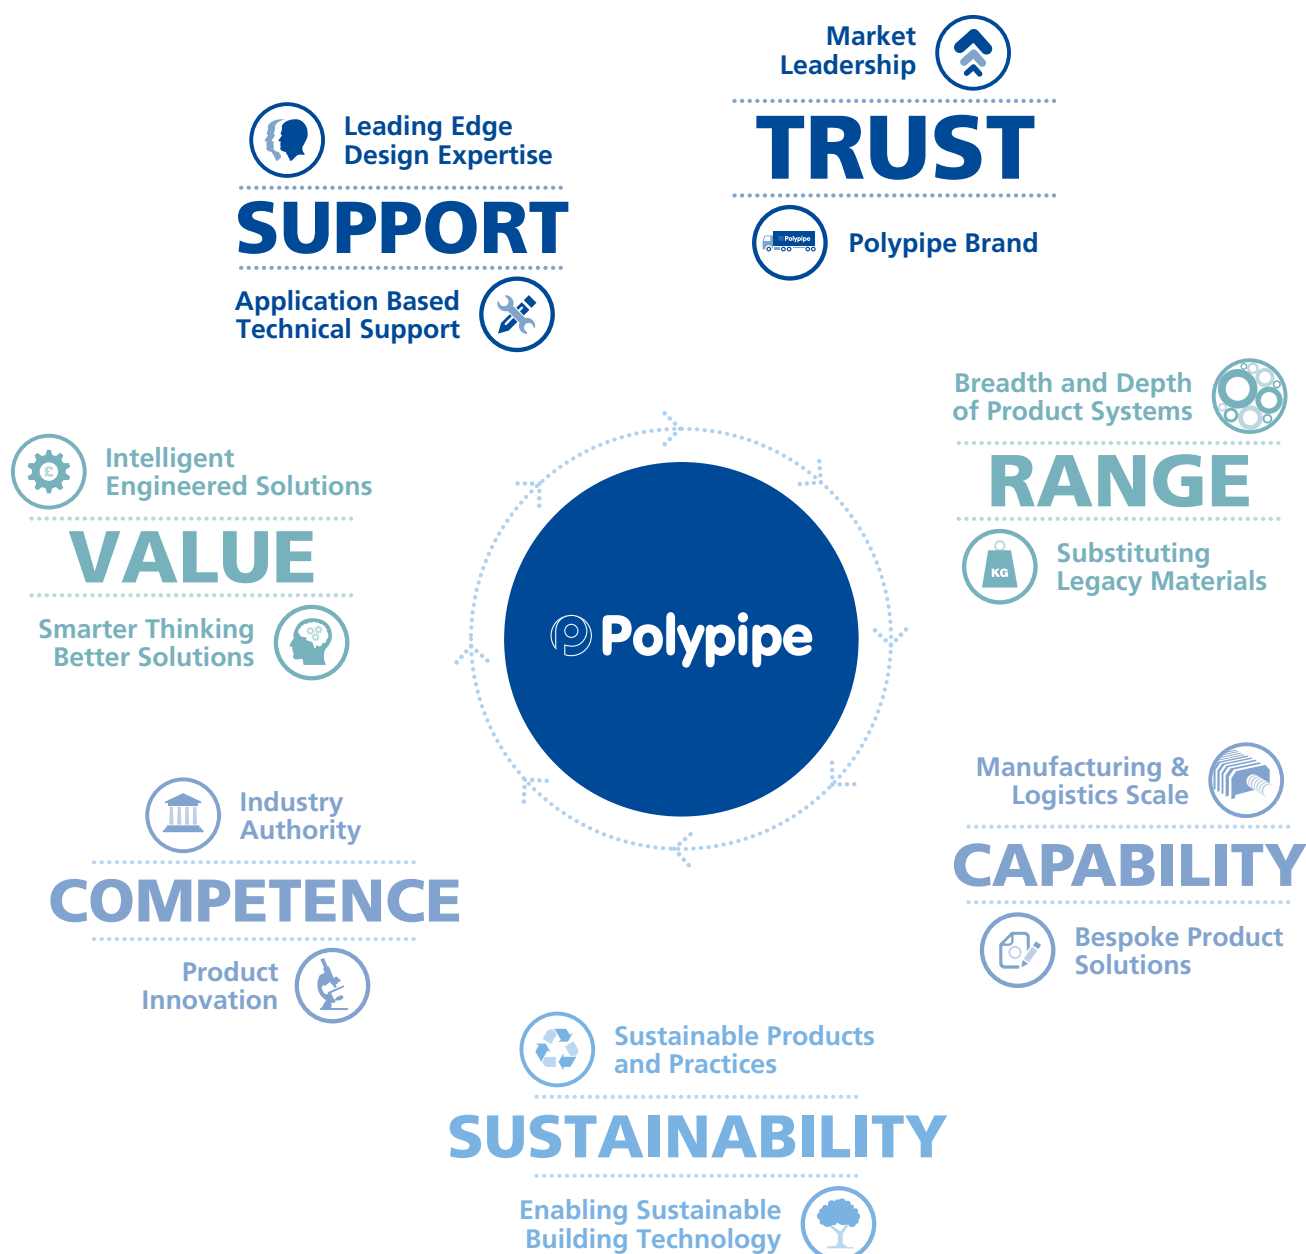 Market
Leadership
TRUST
Polypipe
Polypipe Brand
Breadth and Depth
of Product Systems
RANGE
KG
Substituting
Legacy Materials
Manufacturing &
Logistics Scale
CAPABILITY
Bespoke Product
Solutions
Sustainable Products
and Practices
SUSTAINABILITY
Enabling Sustainable
Building Technology
Industry
Authority
COMPETENCE
Product
Innovation
£
Intelligent
Engineered Solutions
VALUE
Smarter Thinking
Better Solutions
Leading Edge
Design Expertise
SUPPORT
Application Based
Technical Support
Polypipe